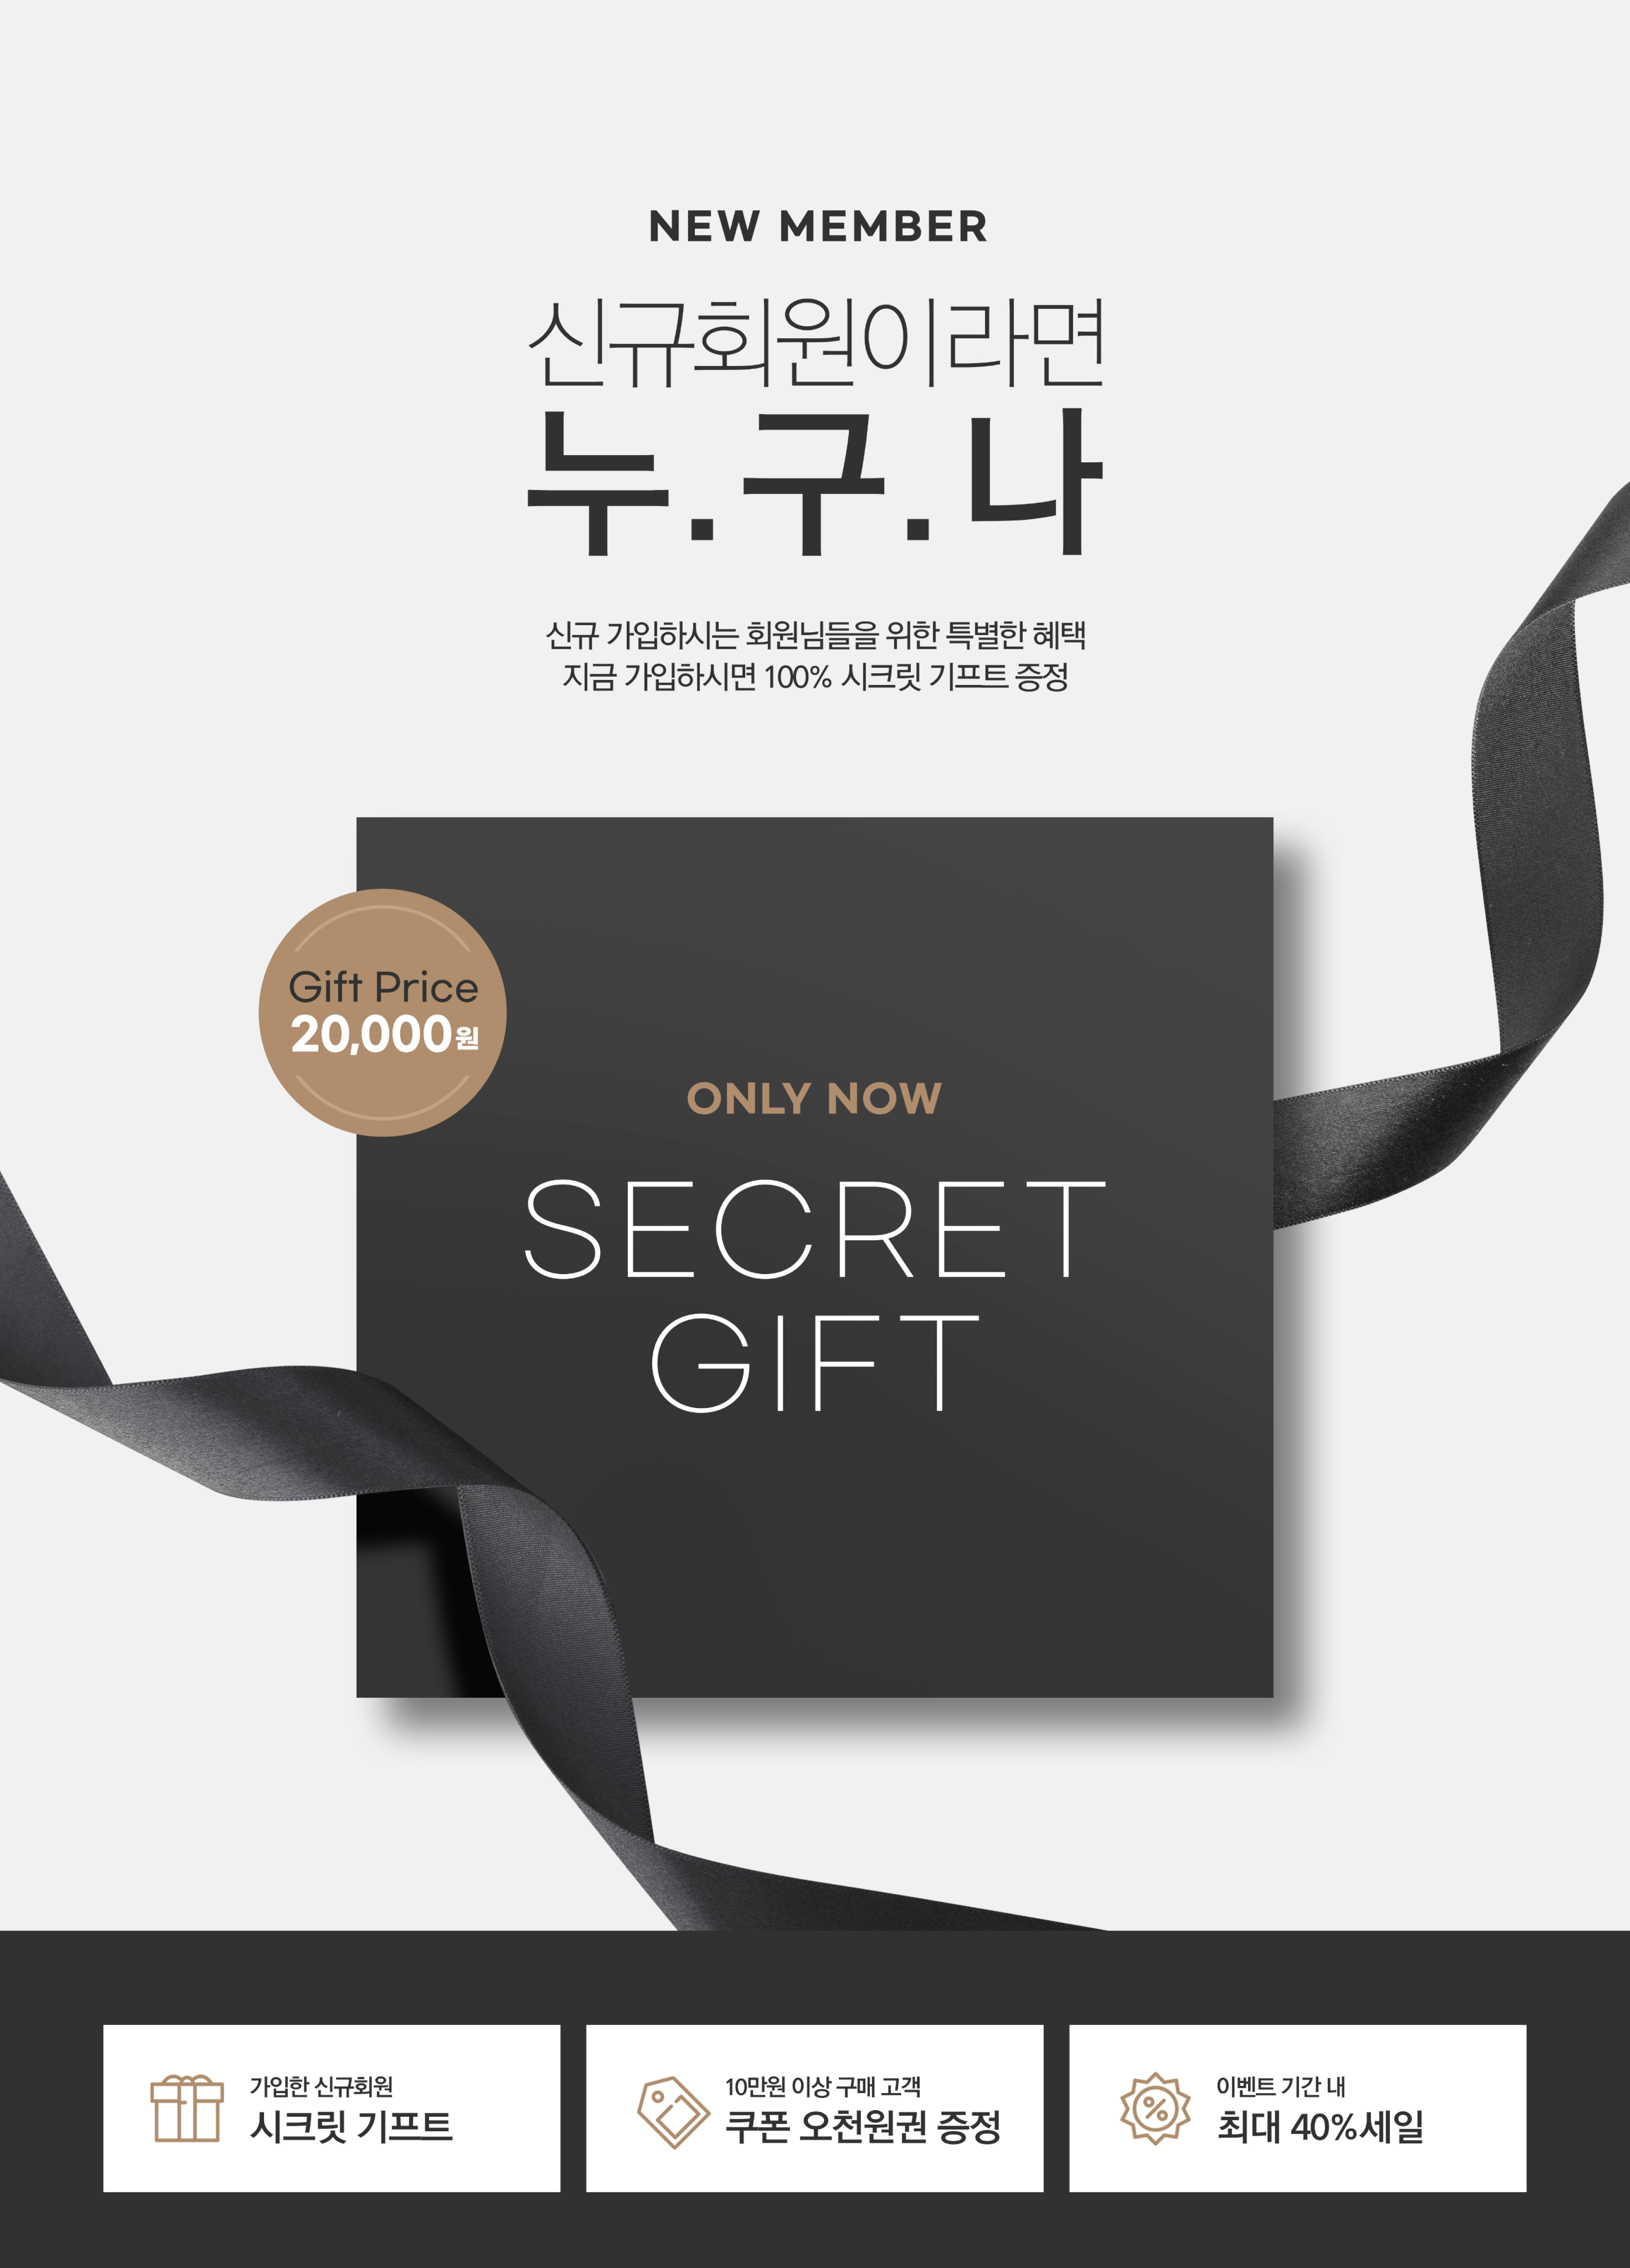 NEW MEMBER
신규회원이라면
누.구.나
신규 가입하시는 회원님들을 위한 특별한 혜택
지금 가입하시면 100% 시크릿 기프트 증정
Gift Price
20,000원
ONLY NOW
SECRET
GIFT
가입한 신규회원
시크릿 기프트
10만원 이상 구매 고객
쿠폰 오천원권 증정
이벤트 기간 내
최대 40%세일